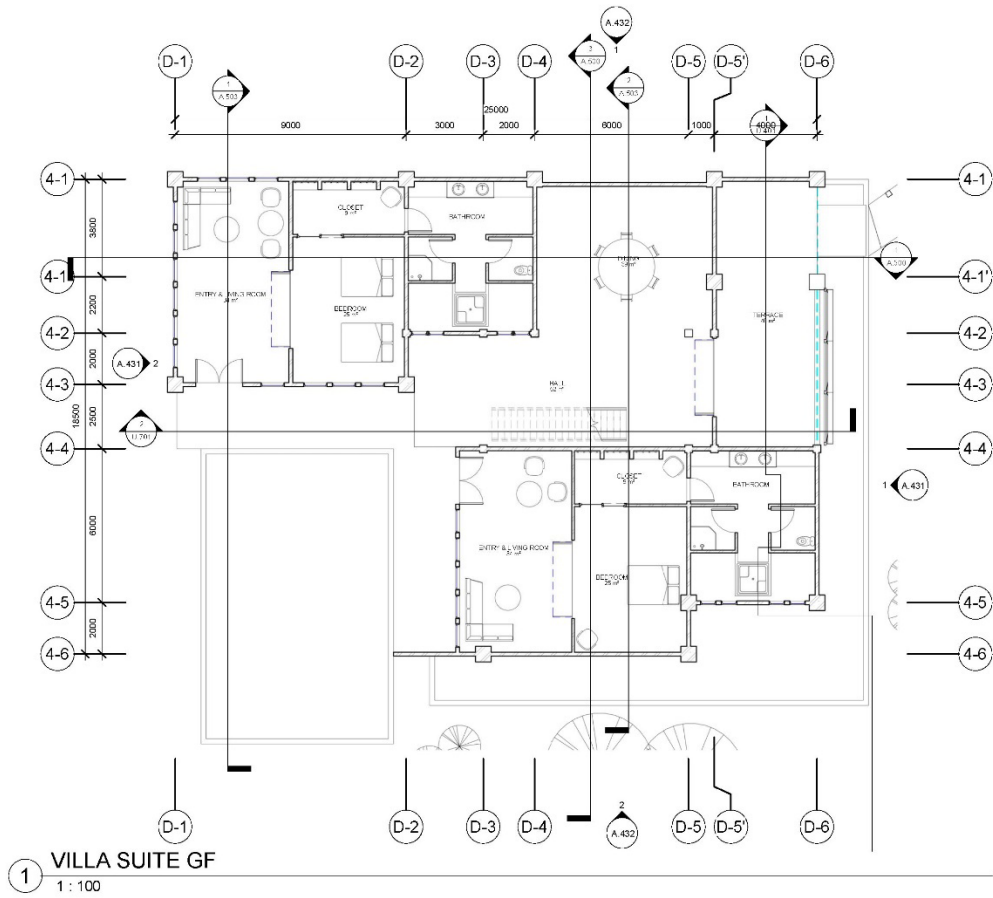 A.432
1
2
A.500
1
A.503
2
A.503
1
D-1
D-2
D-3
D-4
D-5
D-5'
D-6
25000
9000
3000
2000
6000
1000
4000
4-1
4-1
3800
CLOSET
BATHROOM
DINING
4-1
4-1'
A.500
2200
ENTRY & LIVING ROOM
BEDROOM
TERRACE
4-2
4-2
2000
A.431
2
4-3
4-3
HALL
18500
2500
2
4-4
4-4
CLOSET
BATHROOM
1
A.431
6000
ENTRY & LIVING ROOM
BEDROOM
4-5
4-5
2000
4-6
4-6
2
A.432
D-1
D-2
D-3
D-4
D-5
D-5'
D-6
1
VILLA SUITE GF
1 : 100